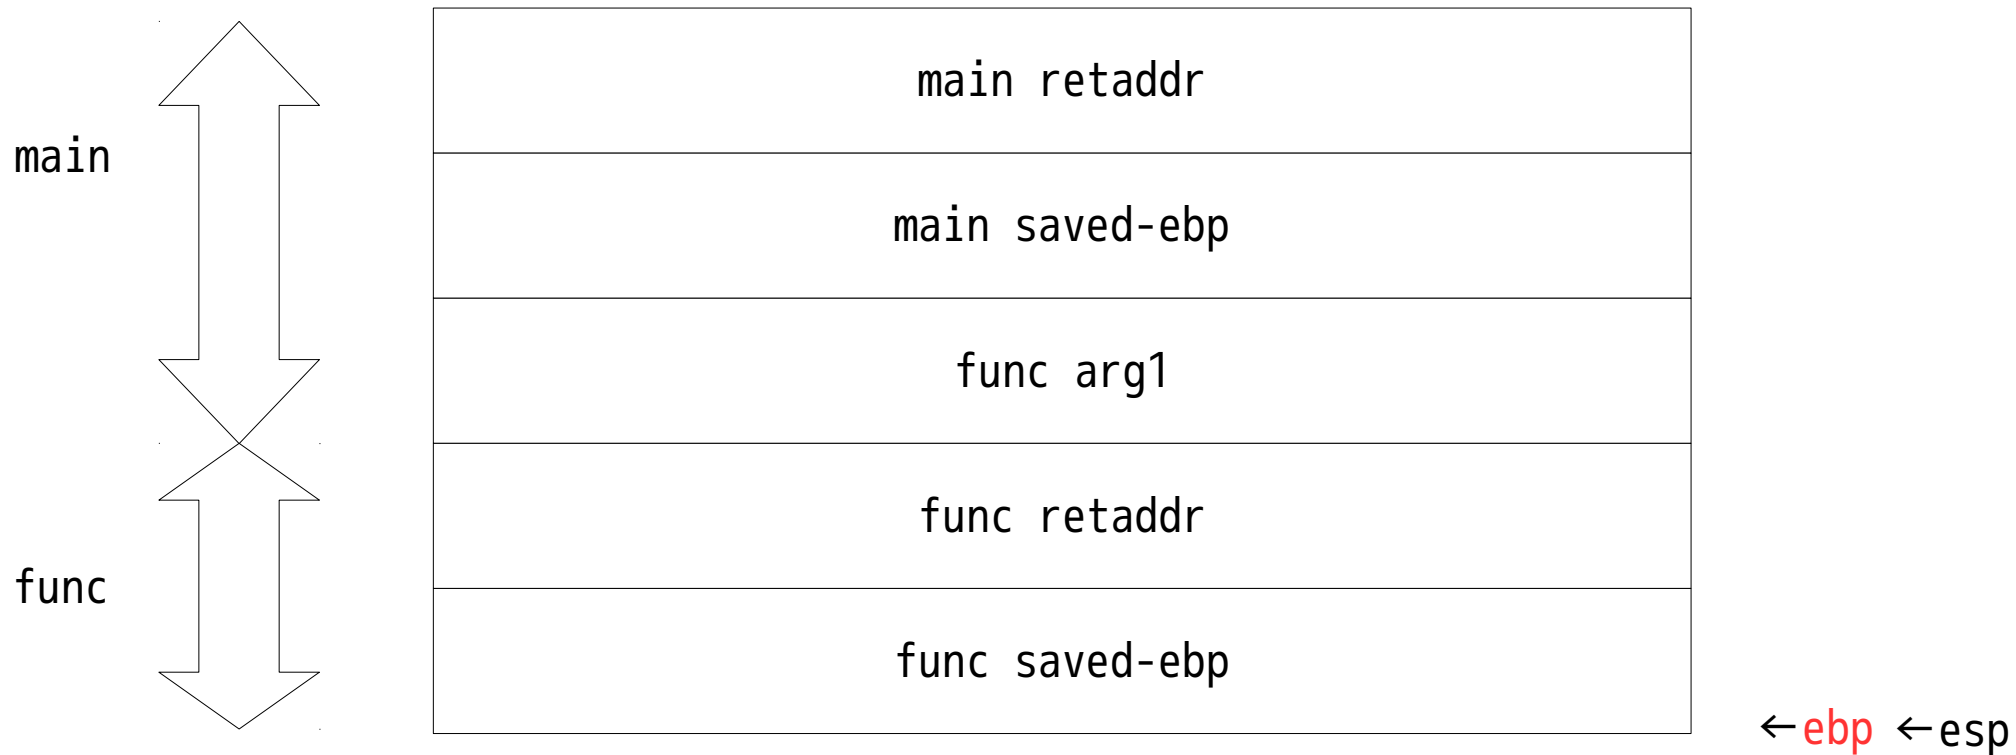 main retaddr
main
main saved-ebp
func arg1
func retaddr
func
func saved-ebp
←ebp ←esp